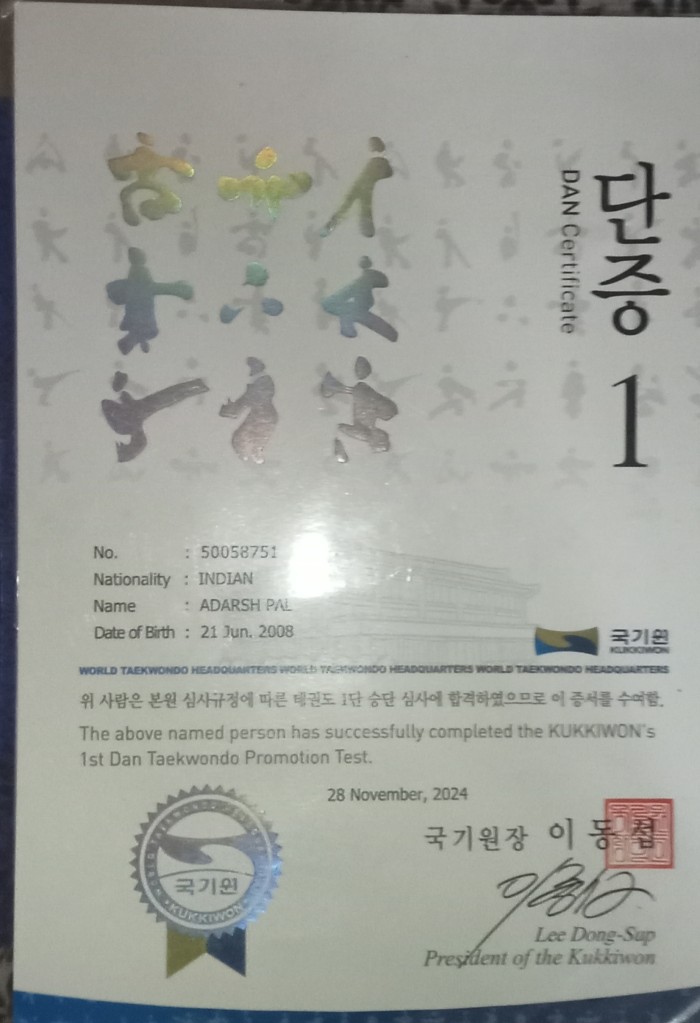 단증
DAN Certificate
1
No. : 50058751
Nationality : INDIAN
Name : ADARSH PAL
Date of Birth : 21 Jun. 2008
국기원
KUKKIWON
WORLD TAEKWONDO HEADQUARTERS WORLD TAEKWONDO HEADQUARTERS WORLD TAEKWONDO HEADQUARTERS
위 사람은 본원 심사규정에 따른 태권도 1단 승단 심사에 합격하였으므로 이 증서를 수여함.
The above named person has successfully completed the KUKKIWON's
1st Dan Taekwondo Promotion Test.
28 November, 2024
국기원장 이동섭
국기원
KUKKIWON
Lee Dong-Sup
President of the Kukkiwon